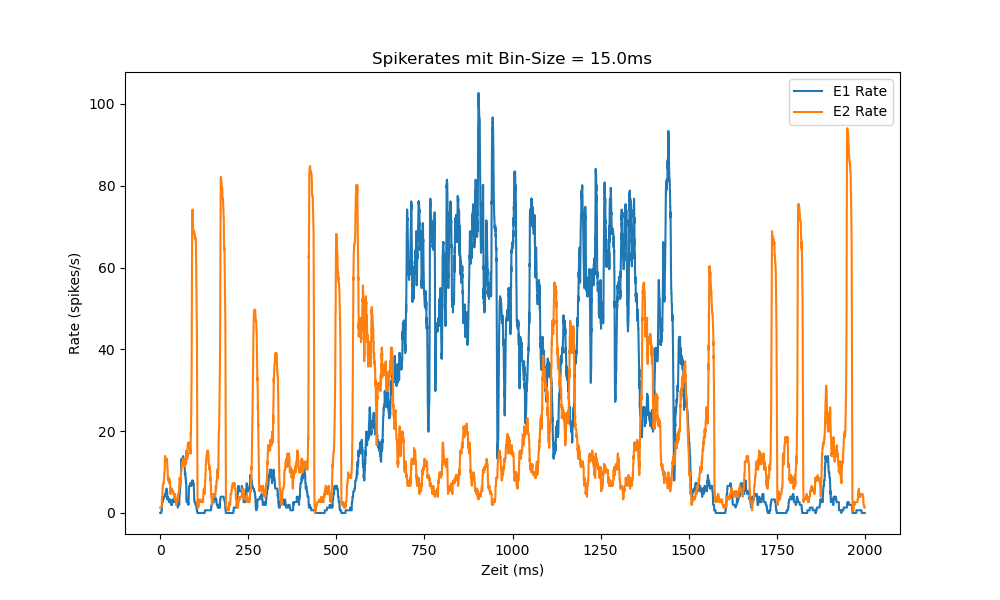 Spikerates mit Bin-Size = 15.0ms
E1 Rate
E2 Rate
100
80
60
40
20
0
Rate (spikes/s)
0 250 500 750 1000 1250 1500 1750 2000
Zeit (ms)